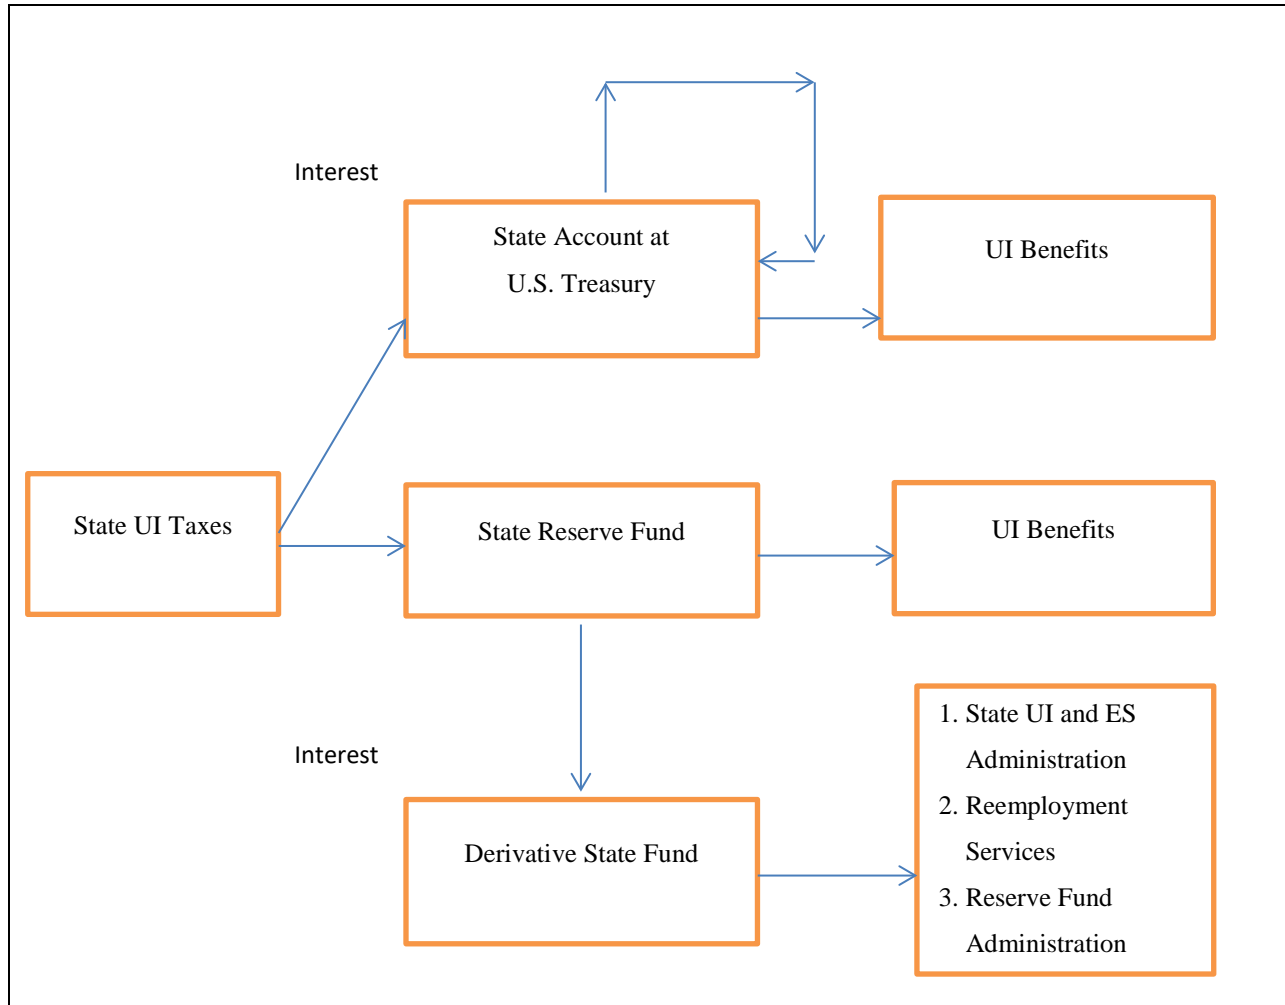 Interest
State Account at
U.S. Treasury
UI Benefits
State UI Taxes
State Reserve Fund
UI Benefits
Interest
Derivative State Fund
1. State UI and ES
Administration
2. Reemployment
Services
3. Reserve Fund
Administration